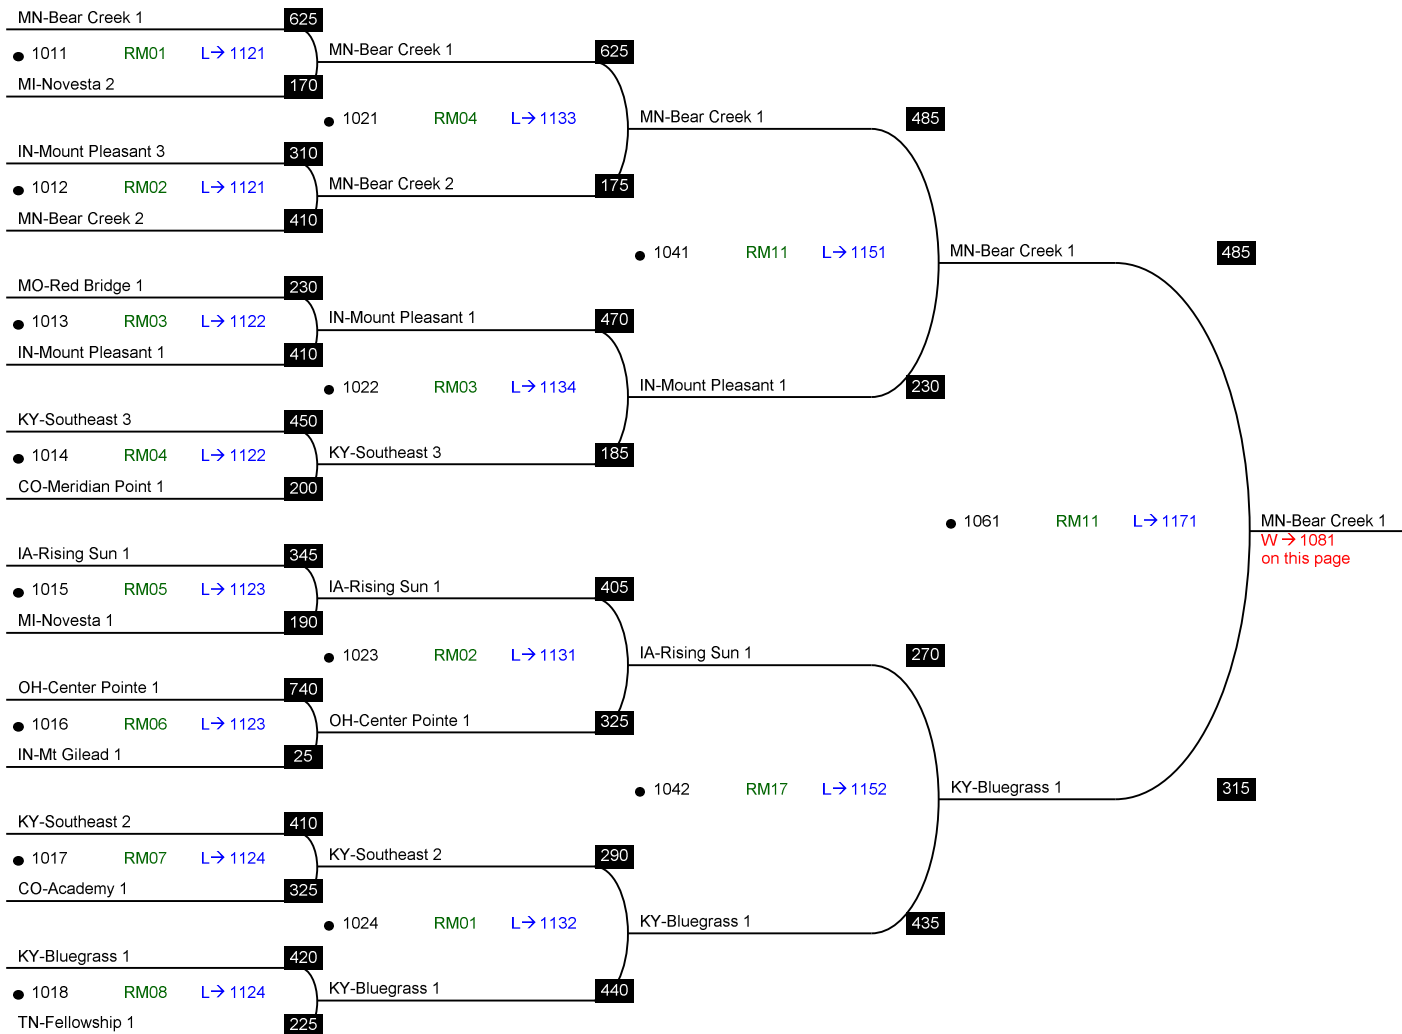 MN-Bear Creek 1 625
1011 RM01 L→ 1121
MI-Novesta 2 170
IN-Mount Pleasant 3 310
1012 RM02 L→ 1121
MN-Bear Creek 2 410
MO-Red Bridge 1 230
1013 RM03 L→ 1122
IN-Mount Pleasant 1 410
KY-Southeast 3 450
1014 RM04 L→ 1122
CO-Meridian Point 1 200
IA-Rising Sun 1 345
1015 RM05 L→ 1123
MI-Novesta 1 190
OH-Center Pointe 1 740
1016 RM06 L→ 1123
IN-Mt Gilead 1 25
KY-Southeast 2 410
1017 RM07 L→ 1124
CO-Academy 1 325
KY-Bluegrass 1 420
1018 RM08 L→ 1124
TN-Fellowship 1 225
MN-Bear Creek 1 625
1021 RM04 L→ 1133
MN-Bear Creek 2 175
IN-Mount Pleasant 1 470
1022 RM03 L→ 1134
KY-Southeast 3 185
IA-Rising Sun 1 405
1023 RM02 L→ 1131
OH-Center Pointe 1 325
KY-Southeast 2 290
1024 RM01 L→ 1132
KY-Bluegrass 1 440
MN-Bear Creek 1 485
1041 RM11 L→ 1151
IN-Mount Pleasant 1 230
IA-Rising Sun 1 270
1042 RM17 L→ 1152
KY-Bluegrass 1 435
MN-Bear Creek 1 485
1061 RM11 L→ 1171
KY-Bluegrass 1 315
MN-Bear Creek 1
W → 1081
on this page